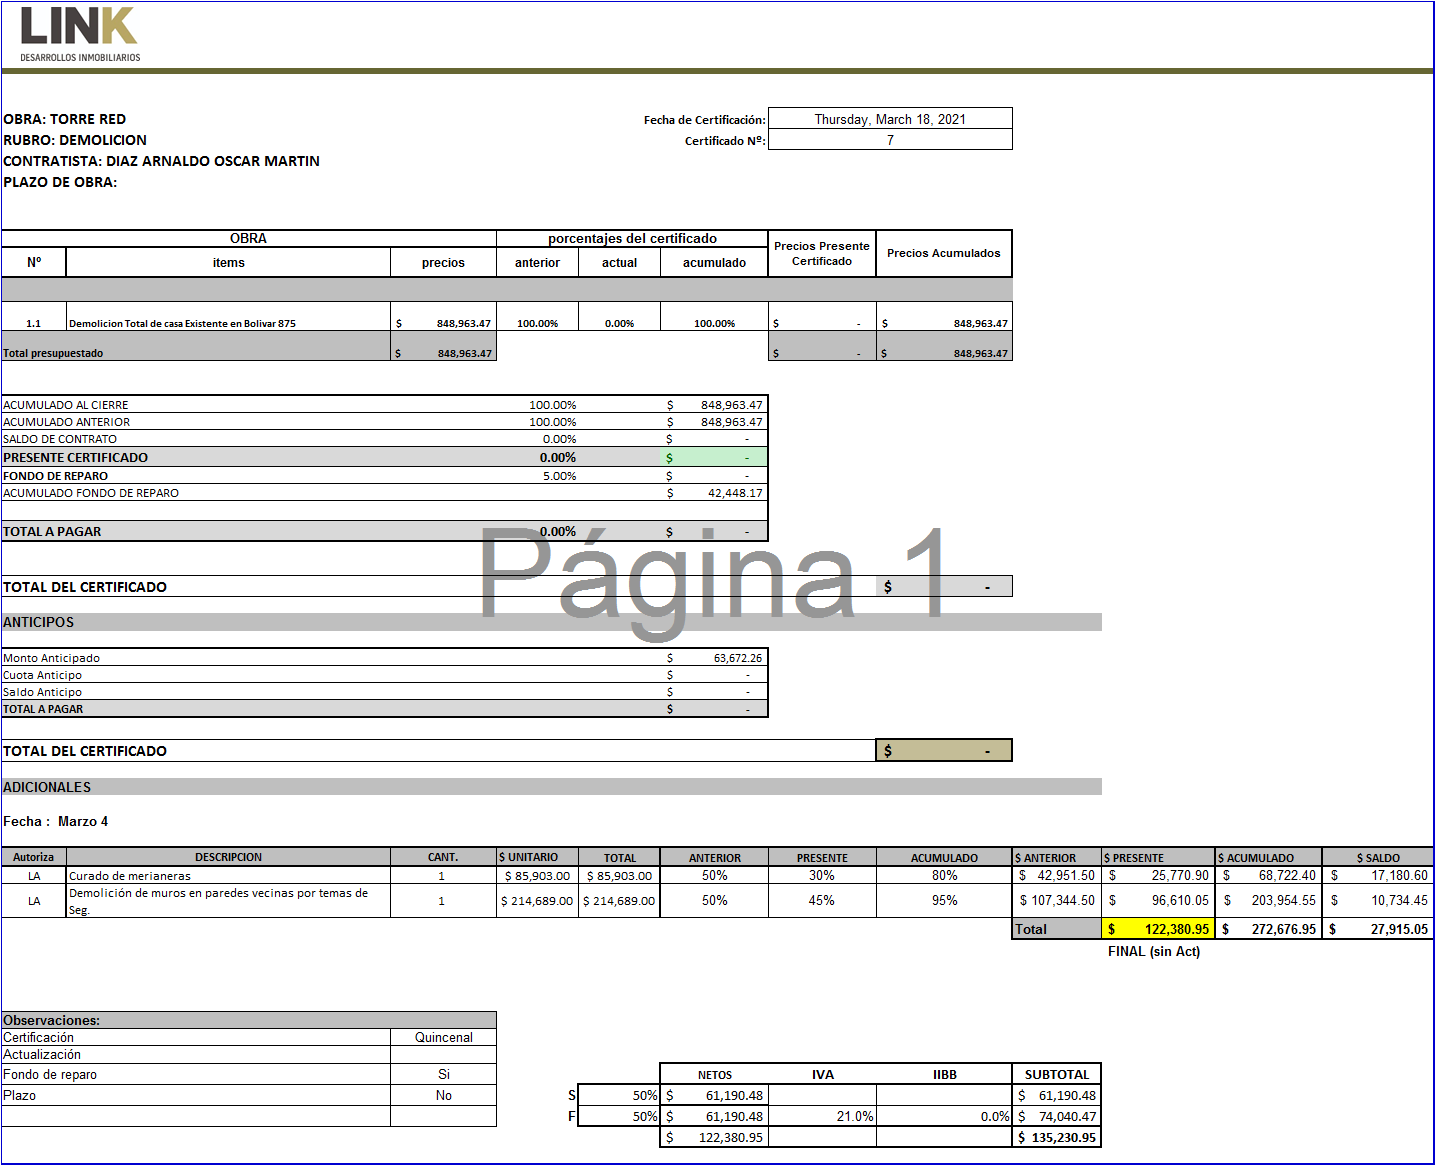 LINK
DESARROLLOS INMOBILIARIOS
OBRA: TORRE RED
Fecha de Certificación: Thursday, March 18, 2021
RUBRO: DEMOLICION
Certificado Nº: 7
CONTRATISTA: DIAZ ARNALDO OSCAR MARTIN
PLAZO DE OBRA:
OBRA porcentajes del certificado Precios Presente Certificado Precios Acumulados
Nº items precios anterior actual acumulado
1.1 Demolicion Total de casa Existente en Bolivar 875 $ 848,963.47 100.00% 0.00% 100.00% $ - $ 848,963.47
Total presupuestado $ 848,963.47 $ - $ 848,963.47
ACUMULADO AL CIERRE 100.00% $ 848,963.47
ACUMULADO ANTERIOR 100.00% $ 848,963.47
SALDO DE CONTRATO 0.00% $ -
PRESENTE CERTIFICADO 0.00% $ -
FONDO DE REPARO 5.00% $ -
ACUMULADO FONDO DE REPARO $ 42,448.17
TOTAL A PAGAR 0.00% $ -
Página 1
TOTAL DEL CERTIFICADO $ -
ANTICIPOS
Monto Anticipado $ 63,672.26
Cuota Anticipo $ -
Saldo Anticipo $ -
TOTAL A PAGAR $ -
TOTAL DEL CERTIFICADO $ -
ADICIONALES
Fecha : Marzo 4
Autoriza DESCRIPCION CANT. $ UNITARIO TOTAL ANTERIOR PRESENTE ACUMULADO $ ANTERIOR $ PRESENTE $ ACUMULADO $ SALDO
LA Curado de merianeras 1 $ 85,903.00 $ 85,903.00 50% 30% 80% $ 42,951.50 $ 25,770.90 $ 68,722.40 $ 17,180.60
LA Demolición de muros en paredes vecinas por temas de Seg. 1 $ 214,689.00 $ 214,689.00 50% 45% 95% $ 107,344.50 $ 96,610.05 $ 203,954.55 $ 10,734.45
Total $ 122,380.95 $ 272,676.95 $ 27,915.05
FINAL (sin Act)
Observaciones:
Certificación Quincenal
Actualización
Fondo de reparo Si
Plazo No
NETOS IVA IIBB SUBTOTAL
S 50% $ 61,190.48 $ 61,190.48
F 50% $ 61,190.48 21.0% 0.0% $ 74,040.47
$ 122,380.95 $ 135,230.95